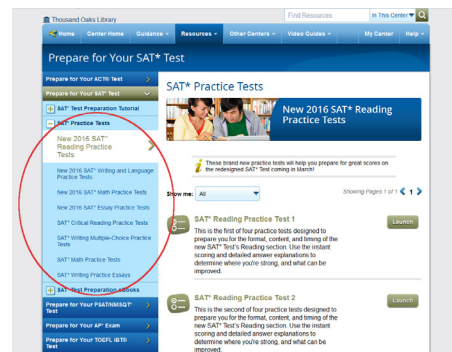 Thousand Oaks Library
Find Resources
In This Center
Home
Center Home
Guidance
Resources
Other Centers
Video Guides
My Center
Help
Prepare for Your SAT* Test
Prepare for Your ACT® Test
Prepare for Your SAT* Test
SAT* Test Preparation Tutorial
SAT* Practice Tests
New 2016 SAT*
Reading Practice
Tests
New 2016 SAT* Writing and Language
Practice Tests
New 2016 SAT* Math Practice Tests
New 2016 SAT* Essay Practice Tests
SAT* Critical Reading Practice Tests
SAT* Writing Multiple-Choice Practice
Tests
SAT* Math Practice Tests
SAT* Writing Practice Essays
SAT* Test Preparation eBooks
Prepare for Your PSAT/NMSQT*
Test
Prepare for Your AP* Exam
Prepare for Your TOEFL iBT®
Test
SAT* Practice Tests
New 2016 SAT* Reading
Practice Tests
These brand new practice tests will help you prepare for great scores on
the redesigned SAT* Test coming in March!
Show me: All
Showing Pages 1 of 1
1
SAT* Reading Practice Test 1
Launch
This is the first of four practice tests designed to
prepare you for the format, content, and timing of the
new SAT* Test's Reading section. Use the instant
scoring and detailed answer explanations to
determine where you're strong, and what can be
improved.
SAT* Reading Practice Test 2
Launch
This is the second of four practice tests designed to
prepare you for the format, content, and timing of the
new SAT* Test's Reading section. Use the instant
scoring and detailed answer explanations to
determine where you're strong, and what can be
improved.